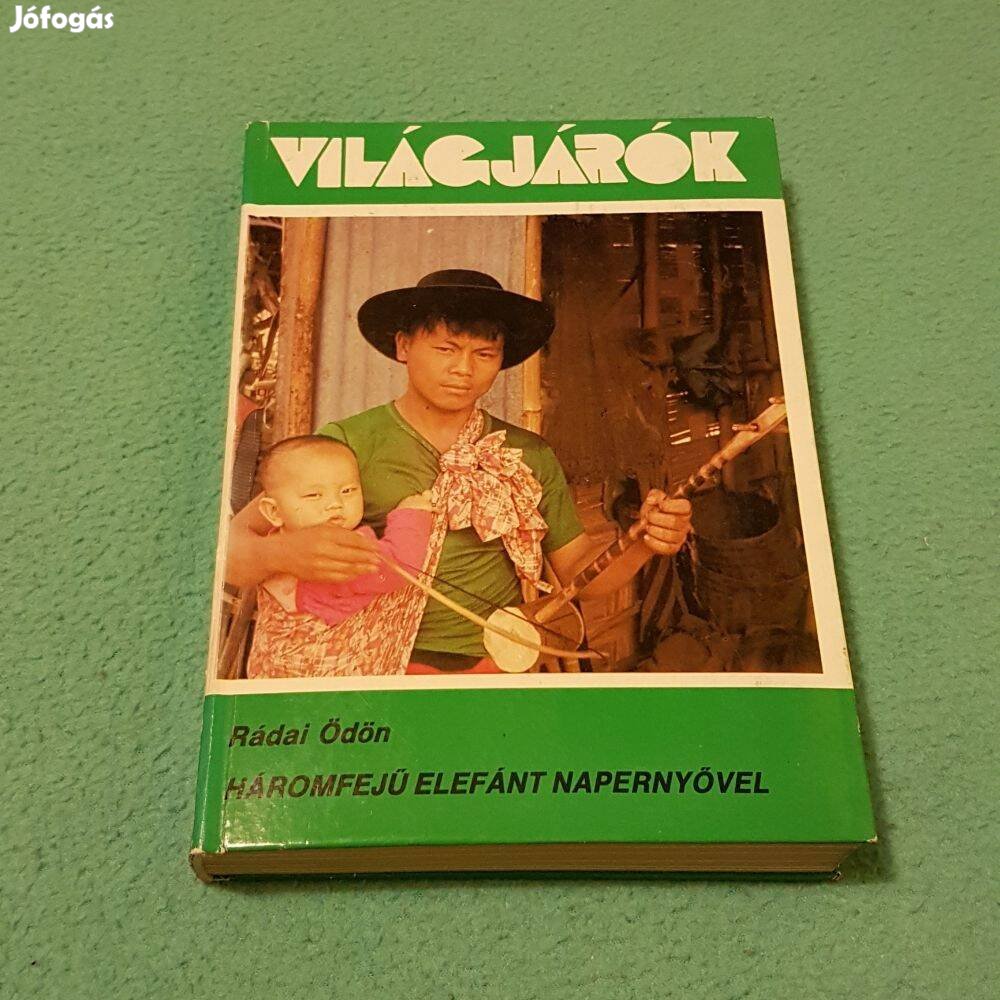 Jófogás
VILÁGJÁRÓK
Rádai Ödön
HÁROMFEJŰ ELEFÁNT NAPERNYŐVEL